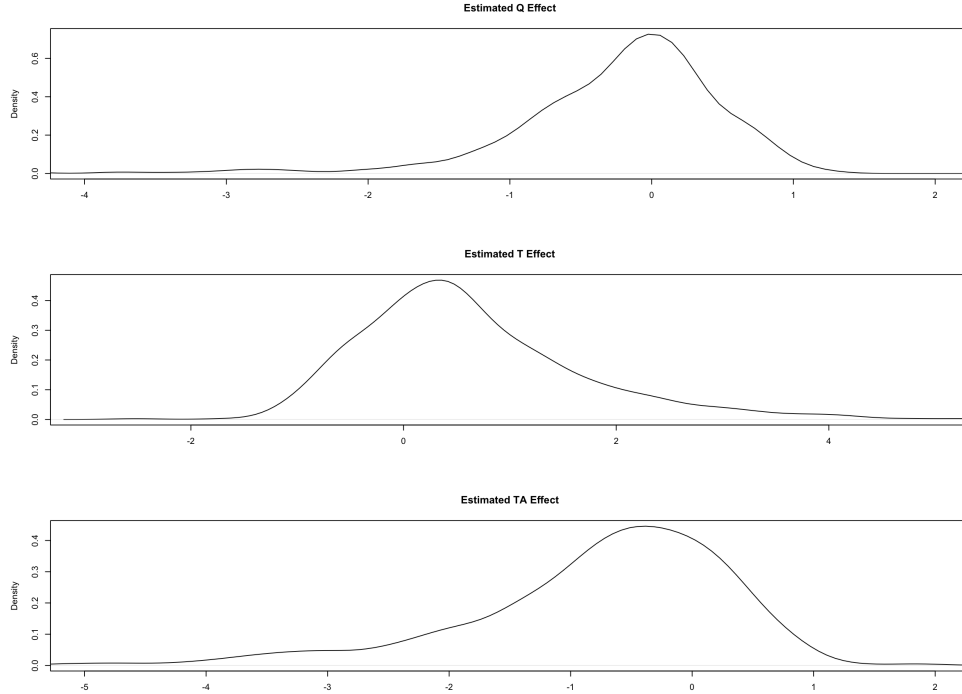 Estimated Q Effect
Density
0.0 0.2 0.4 0.6
-4 -3 -2 -1 0 1 2
Estimated T Effect
Density
0.0 0.1 0.2 0.3 0.4
-2 0 2 4
Estimated TA Effect
Density
0.0 0.1 0.2 0.3 0.4
-5 -4 -3 -2 -1 0 1 2